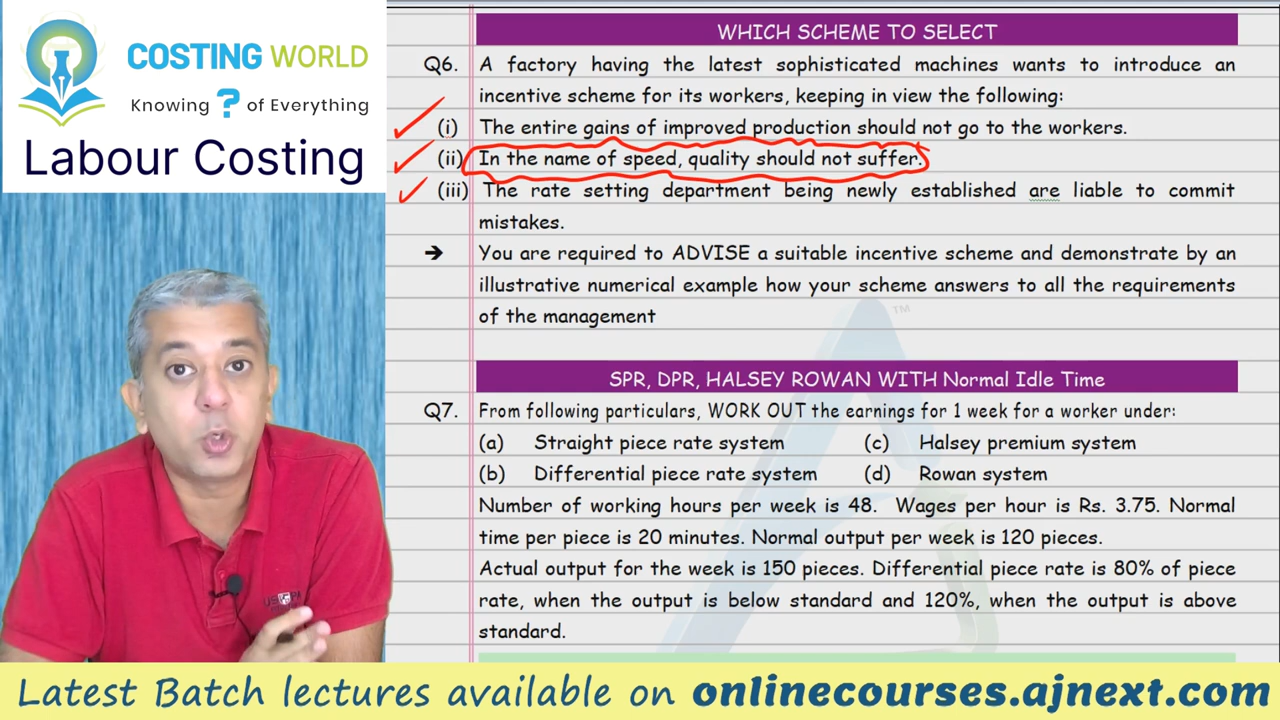 COSTING WORLD
Knowing ? of Everything
Labour Costing
WHICH SCHEME TO SELECT
Q6. A factory having the latest sophisticated machines wants to introduce an
incentive scheme for its workers, keeping in view the following:
(i) The entire gains of improved production should not go to the workers.
(ii) In the name of speed, quality should not suffer.
(iii) The rate setting department being newly established are liable to commit
mistakes.
➔ You are required to ADVISE a suitable incentive scheme and demonstrate by an
illustrative numerical example how your scheme answers to all the requirements
of the management
TM
SPR, DPR, HALSEY ROWAN WITH Normal Idle Time
Q7. From following particulars, WORK OUT the earnings for 1 week for a worker under:
(a) Straight piece rate system (c) Halsey premium system
(b) Differential piece rate system (d) Rowan system
Number of working hours per week is 48. Wages per hour is Rs. 3.75. Normal
time per piece is 20 minutes. Normal output per week is 120 pieces.
Actual output for the week is 150 pieces. Differential piece rate is 80% of piece
rate, when the output is below standard and 120%, when the output is above
standard.
Latest Batch lectures available on onlinecourses.ajnext.com